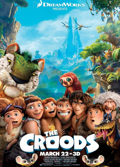 DREAMWORKS
THE
CROODS
MARCH 22 3D